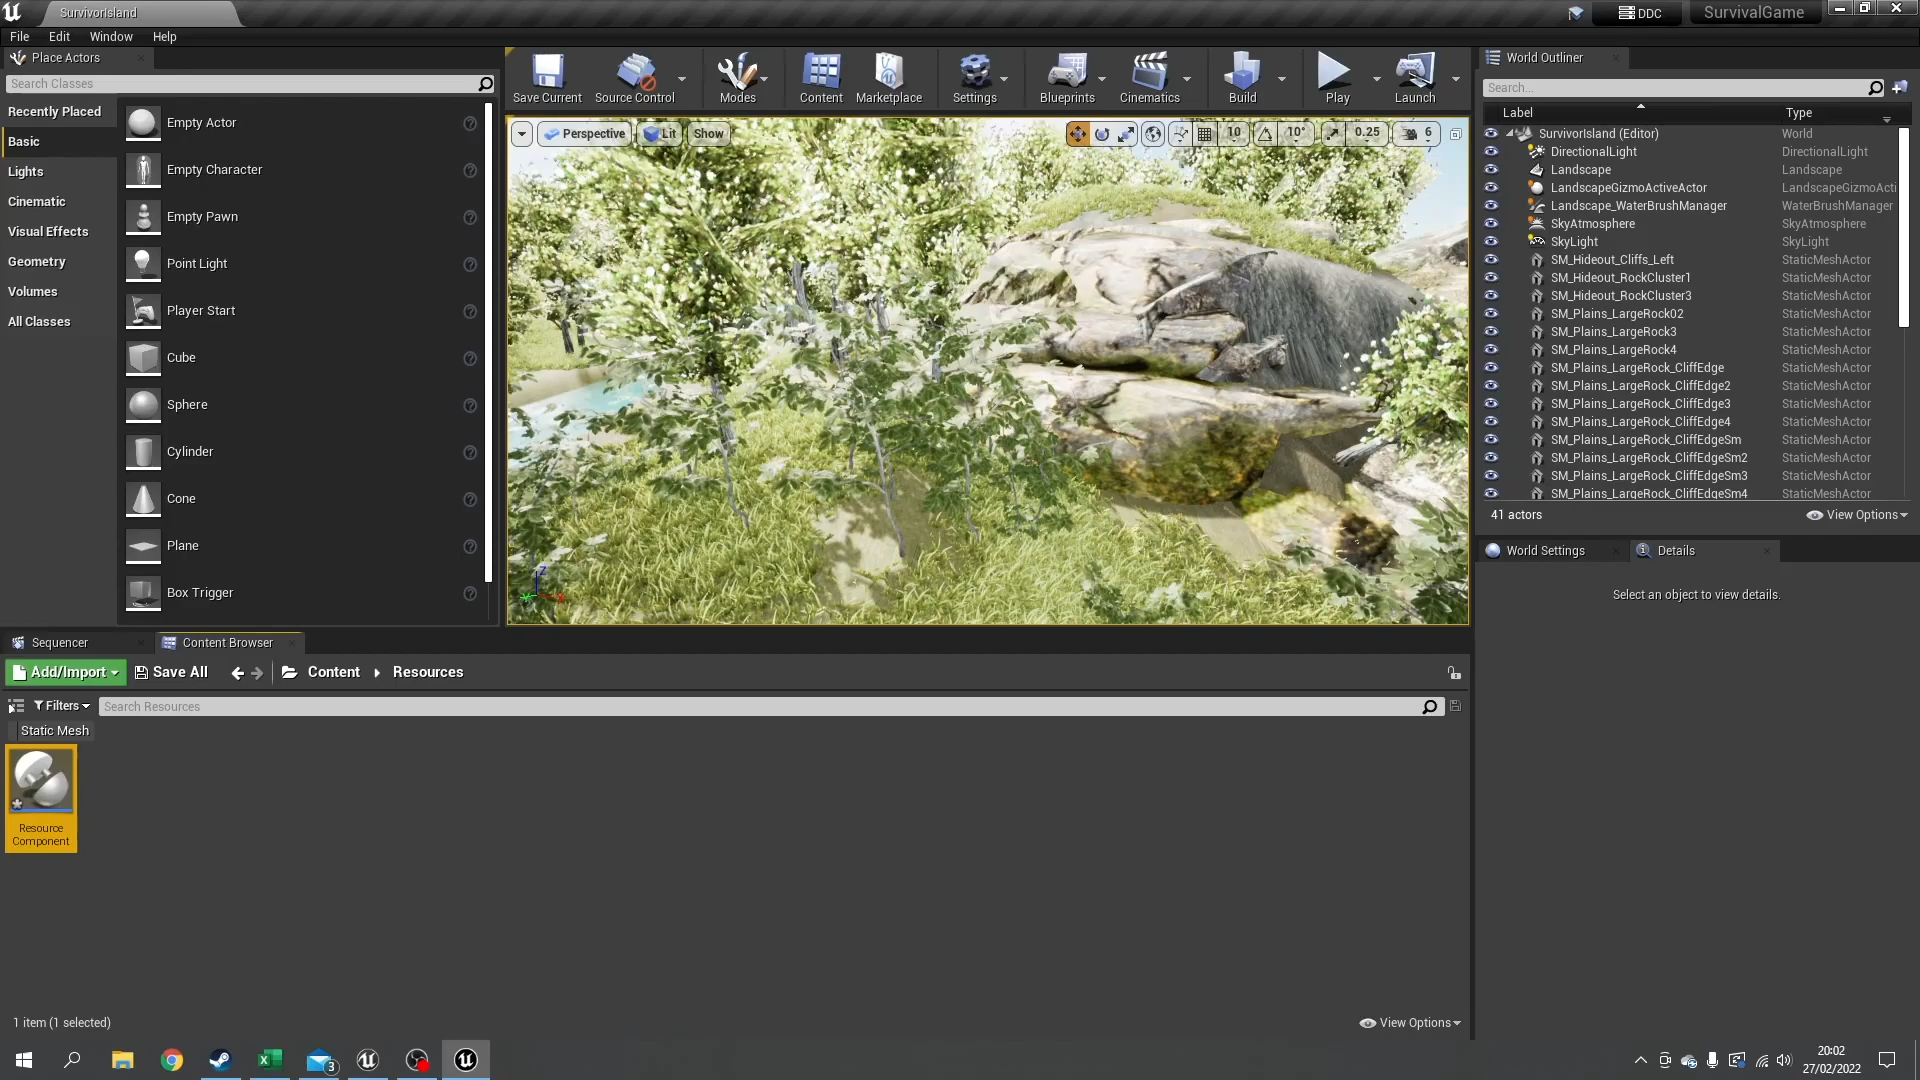 SurvivorIsland
DDC
SurvivalGame
File Edit Window Help
Place Actors
Search Classes
Recently Placed
Basic
Lights
Cinematic
Visual Effects
Geometry
Volumes
All Classes
Empty Actor
Empty Character
Empty Pawn
Point Light
Player Start
Cube
Sphere
Cylinder
Cone
Plane
Box Trigger
Save Current
Source Control
Modes
Content
Marketplace
Settings
Blueprints
Cinematics
Build
Play
Launch
Perspective Lit Show
10 10° 0.25 6
Z
World Outliner
Search...
Label Type
SurvivorIsland (Editor) World
DirectionalLight DirectionalLight
Landscape Landscape
LandscapeGizmoActiveActor LandscapeGizmoActi
Landscape_WaterBrushManager WaterBrushManager
SkyAtmosphere SkyAtmosphere
SkyLight SkyLight
SM_Hideout_Cliffs_Left StaticMeshActor
SM_Hideout_RockCluster1 StaticMeshActor
SM_Hideout_RockCluster3 StaticMeshActor
SM_Plains_LargeRock02 StaticMeshActor
SM_Plains_LargeRock3 StaticMeshActor
SM_Plains_LargeRock4 StaticMeshActor
SM_Plains_LargeRock_CliffEdge StaticMeshActor
SM_Plains_LargeRock_CliffEdge2 StaticMeshActor
SM_Plains_LargeRock_CliffEdge3 StaticMeshActor
SM_Plains_LargeRock_CliffEdge4 StaticMeshActor
SM_Plains_LargeRock_CliffEdgeSm StaticMeshActor
SM_Plains_LargeRock_CliffEdgeSm2 StaticMeshActor
SM_Plains_LargeRock_CliffEdgeSm3 StaticMeshActor
SM_Plains_LargeRock_CliffEdgeSm4 StaticMeshActor
41 actors View Options
World Settings Details
Select an object to view details.
Sequencer Content Browser
Add/Import Save All Content Resources
Filters Search Resources
Static Mesh
Resource
Component
1 item (1 selected) View Options
3
20:02
27/02/2022